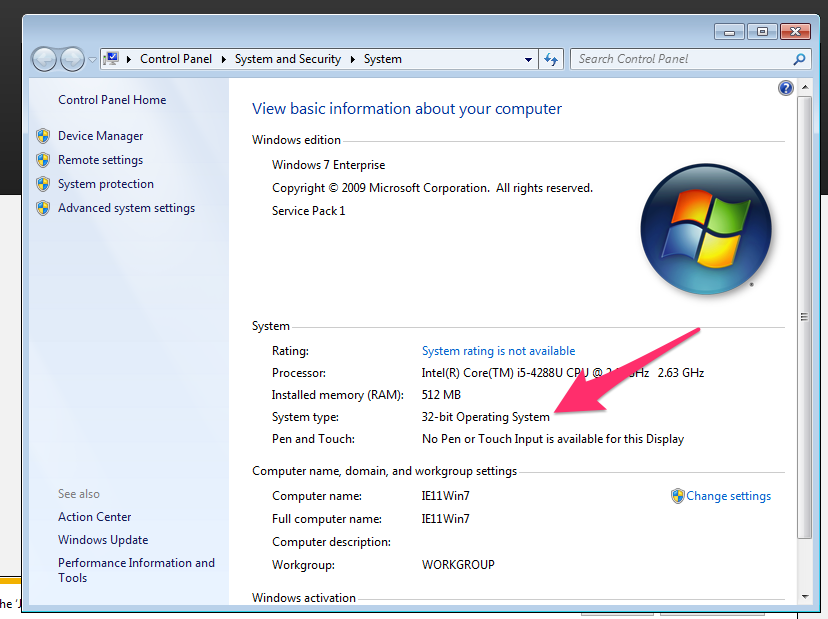 Control Panel ▸ System and Security ▸ System
Search Control Panel
Control Panel Home
Device Manager
Remote settings
System protection
Advanced system settings
See also
Action Center
Windows Update
Performance Information and
Tools
View basic information about your computer
Windows edition
Windows 7 Enterprise
Copyright © 2009 Microsoft Corporation. All rights reserved.
Service Pack 1
System
Rating: System rating is not available
Processor: Intel(R) Core(TM) i5-4288U CPU @ 2.63 GHz
Installed memory (RAM): 512 MB
System type: 32-bit Operating System
Pen and Touch: No Pen or Touch Input is available for this Display
Computer name, domain, and workgroup settings
Computer name: IE11Win7 Change settings
Full computer name: IE11Win7
Computer description:
Workgroup: WORKGROUP
Windows activation